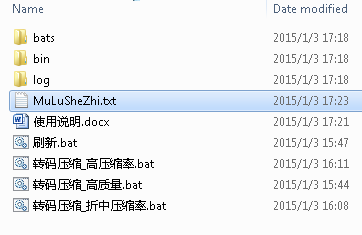 Name Date modified
bats 2015/1/3 17:18
bin 2015/1/3 17:18
log 2015/1/3 17:18
MuLuSheZhi.txt 2015/1/3 17:23
使用说明.docx 2015/1/3 17:21
刷新.bat 2015/1/3 15:47
转码压缩_高压缩率.bat 2015/1/3 16:11
转码压缩_高质量.bat 2015/1/3 15:44
转码压缩_折中压缩率.bat 2015/1/3 16:08